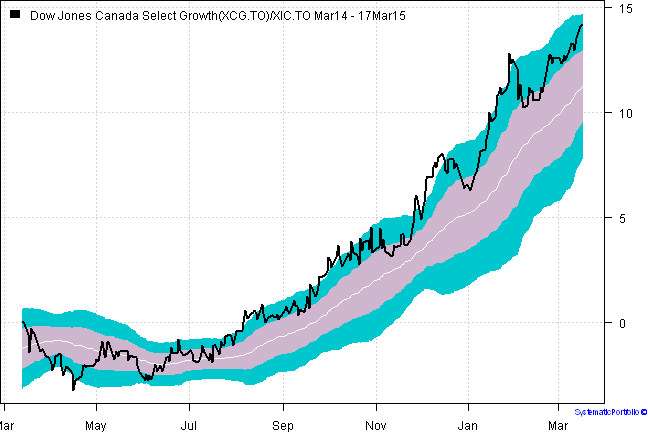 Dow Jones Canada Select Growth(XCG.TO)/XIC.TO Mar14 - 17Mar15
15
10
5
0
Mar May Jul Sep Nov Jan Mar
SystematicPortfolio ©